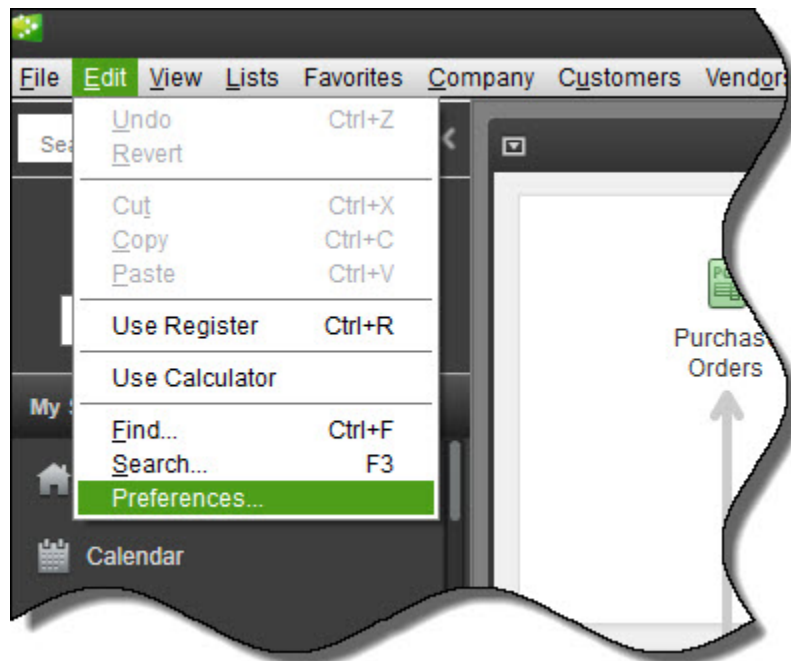 File Edit View Lists Favorites Company Customers Vendors
Undo Ctrl+Z
Revert
Cut Ctrl+X
Copy Ctrl+C
Paste Ctrl+V
Use Register Ctrl+R
Use Calculator
Find... Ctrl+F
Search... F3
Preferences...
My
Calendar
Orders